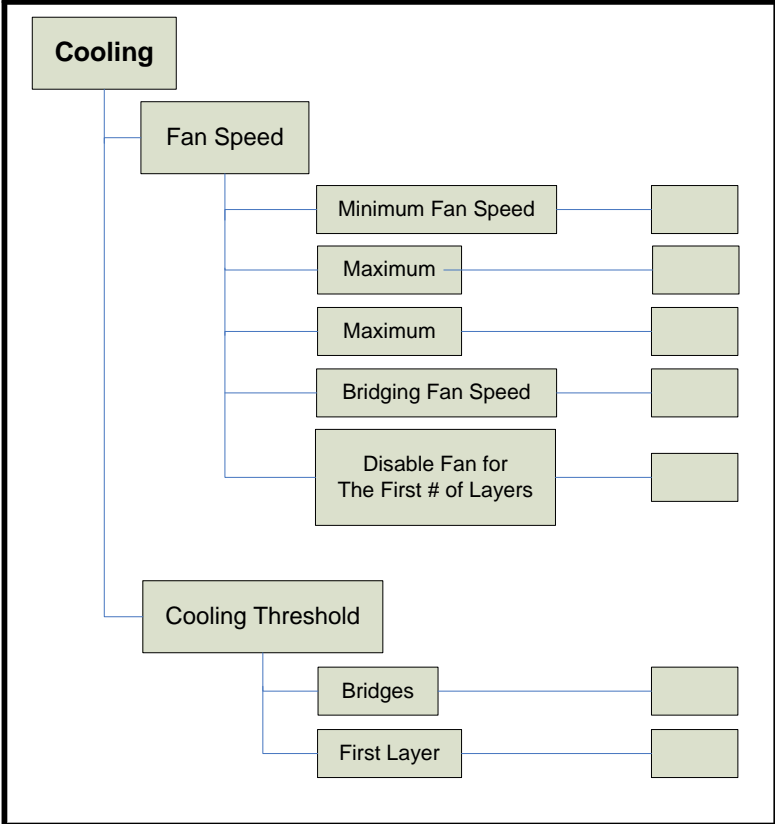 Cooling
Fan Speed
Minimum Fan Speed
Maximum
Maximum
Bridging Fan Speed
Disable Fan for
The First # of Layers
Cooling Threshold
Bridges
First Layer